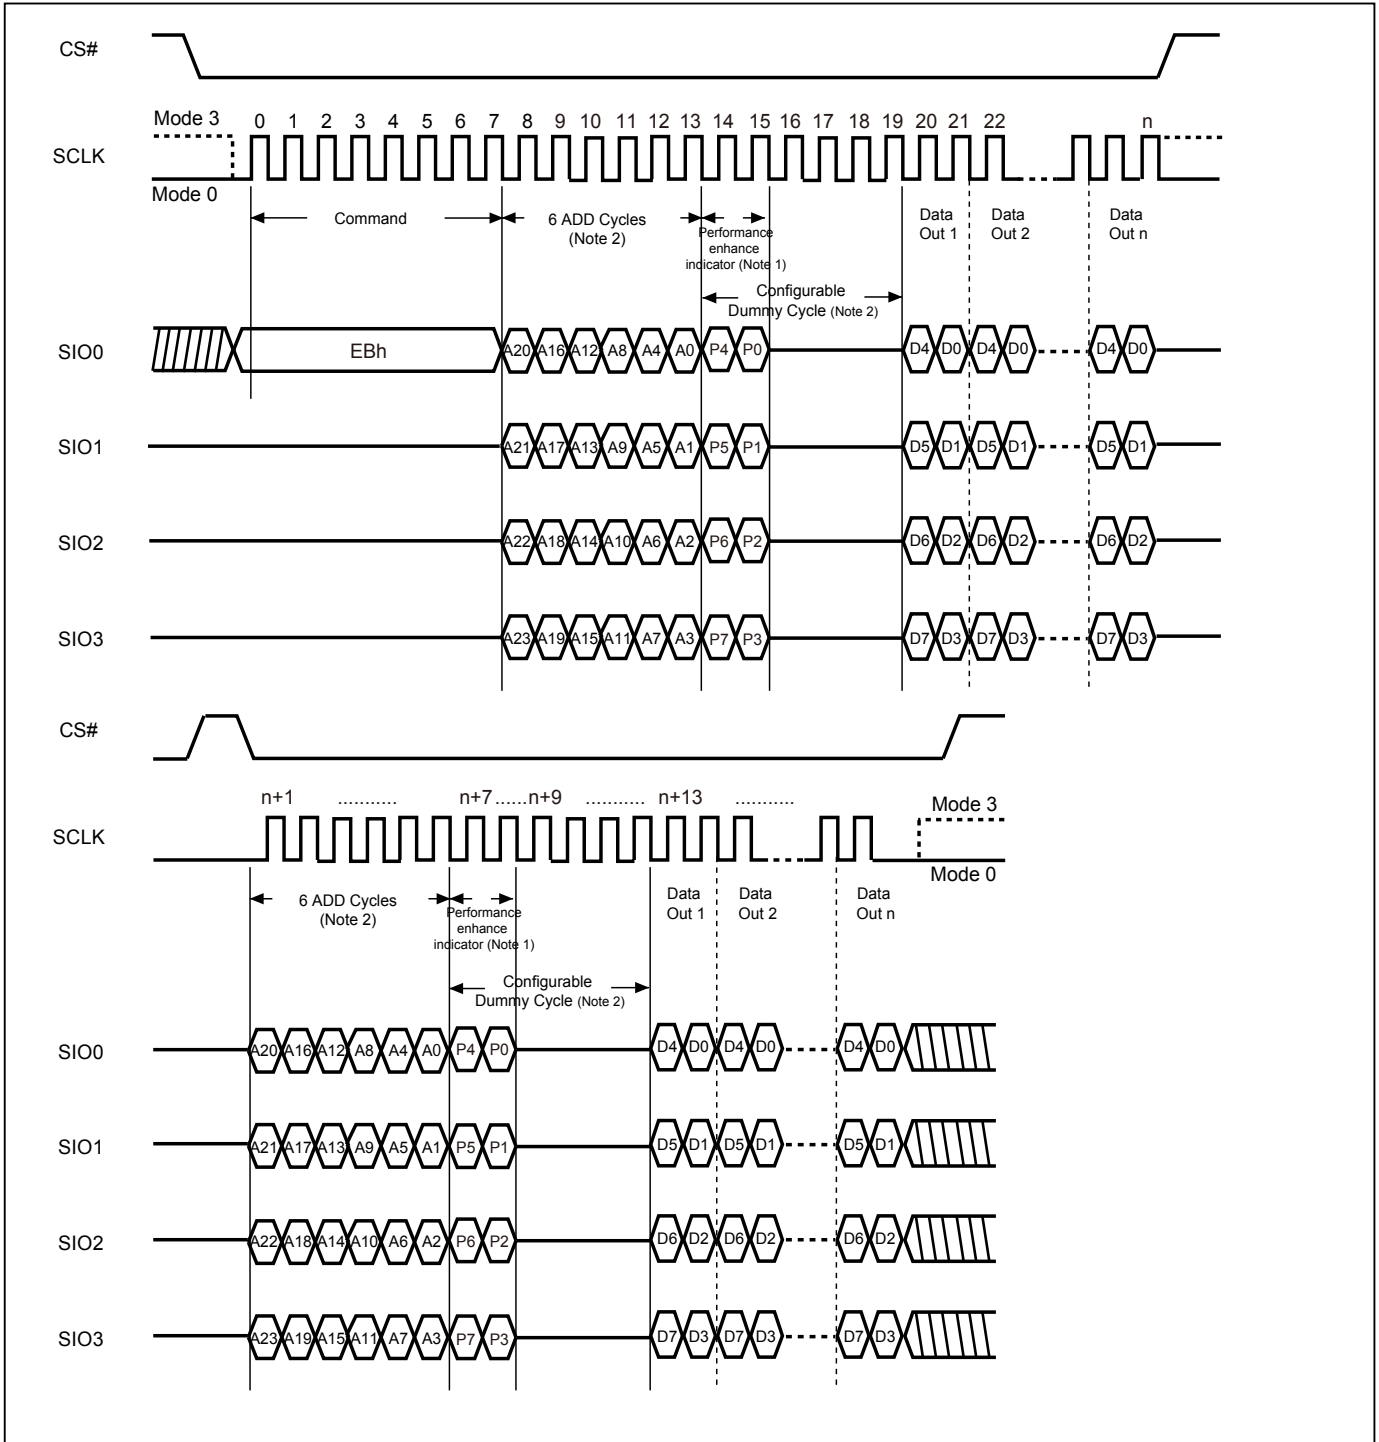 CS#
Mode 3
0 1 2 3 4 5 6 7 8 9 10 11 12 13 14 15 16 17 18 19 20 21 22 n
SCLK
Mode 0
Command
6 ADD Cycles
(Note 2)
Performance
enhance
indicator (Note 1)
Data
Out 1
Data
Out 2
Data
Out n
Configurable
Dummy Cycle (Note 2)
SIO0 EBh A20 A16 A12 A8 A4 A0 P4 P0 D4 D0 D4 D0 D4 D0
SIO1 A21 A17 A13 A9 A5 A1 P5 P1 D5 D1 D5 D1 D5 D1
SIO2 A22 A18 A14 A10 A6 A2 P6 P2 D6 D2 D6 D2 D6 D2
SIO3 A23 A19 A15 A11 A7 A3 P7 P3 D7 D3 D7 D3 D7 D3
CS#
n+1 ........... n+7 ......n+9 ........... n+13 ...........
Mode 3
SCLK
Mode 0
6 ADD Cycles
(Note 2)
Performance
enhance
indicator (Note 1)
Data
Out 1
Data
Out 2
Data
Out n
Configurable
Dummy Cycle (Note 2)
SIO0 A20 A16 A12 A8 A4 A0 P4 P0 D4 D0 D4 D0 D4 D0
SIO1 A21 A17 A13 A9 A5 A1 P5 P1 D5 D1 D5 D1 D5 D1
SIO2 A22 A18 A14 A10 A6 A2 P6 P2 D6 D2 D6 D2 D6 D2
SIO3 A23 A19 A15 A11 A7 A3 P7 P3 D7 D3 D7 D3 D7 D3